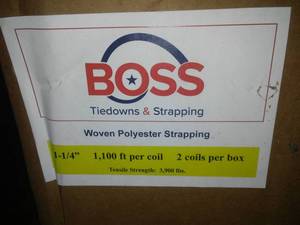 BOSS
Tiedowns & Strapping
Woven Polyester Strapping
1-1/4" 1,100 ft per coil 2 coils per box
Tensile Strength: 3,900 lbs.